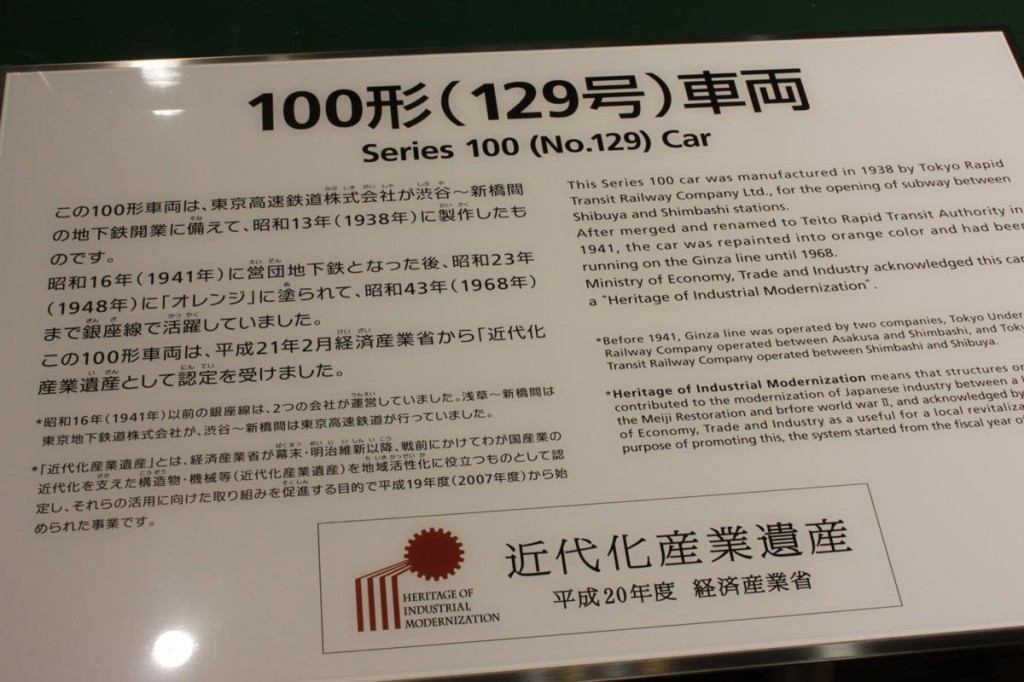 100形（129号）車両
Series 100 (No.129) Car
この100形車両は、東京高速鉄道株式会社が渋谷～新橋間
の地下鉄開業に備えて、昭和13年（1938年）に製作したも
のです。
昭和16年（1941年）に営団地下鉄となった後、昭和23年
（1948年）に「オレンジ」に塗られて、昭和43年（1968年）
まで銀座線で活躍していました。
この100形車両は、平成21年2月経済産業省から「近代化
産業遺産として認定を受けました。
*昭和16年（1941年）以前の銀座線は、2つの会社が運営していました。浅草～新橋間は
東京地下鉄道株式会社が、渋谷～新橋間は東京高速鉄道が行っていました。
*「近代化産業遺産」とは、経済産業省が幕末・明治維新以降、戦前にかけてわが国産業の
近代化を支えた構造物・機械等（近代化産業遺産）を地域活性化に役立つものとして認
定し、それらの活用に向けた取り組みを促進する目的で平成19年度（2007年度）から始
められた事業です。
This Series 100 car was manufactured in 1938 by Tokyo Rapid
Transit Railway Company Ltd., for the opening of subway between
Shibuya and Shimbashi stations.
After merged and renamed to Teito Rapid Transit Authority in
1941, the car was repainted into orange color and had been
running on the Ginza line until 1968.
Ministry of Economy, Trade and Industry acknowledged this car
a "Heritage of Industrial Modernization".
*Before 1941, Ginza line was operated by two companies, Tokyo Under
Railway Company operated between Asakusa and Shimbashi, and Tok
Transit Railway Company operated between Shimbashi and Shibuya.
*Heritage of Industrial Modernization means that structures or
contributed to the modernization of Japanese industry between a
the Meiji Restoration and brfore world war II, and acknowledged by
of Economy, Trade and Industry as a useful for a local revitaliza
purpose of promoting this, the system started from the fiscal year of
HERITAGE OF
INDUSTRIAL
MODERNIZATION
近代化産業遺産
平成20年度 経済産業省